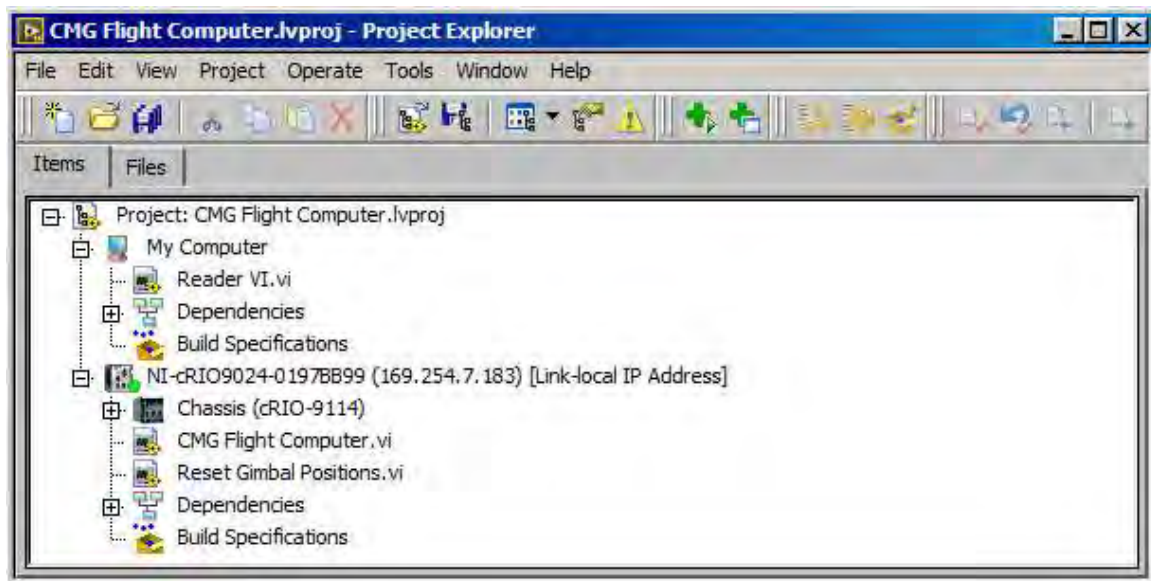 CMG Flight Computer.lvproj - Project Explorer
File Edit View Project Operate Tools Window Help
Items Files
Project: CMG Flight Computer.lvproj
My Computer
Reader VI.vi
Dependencies
Build Specifications
NI-cRIO9024-0197BB99 (169.254.7.183) [Link-local IP Address]
Chassis (cRIO-9114)
CMG Flight Computer.vi
Reset Gimbal Positions.vi
Dependencies
Build Specifications